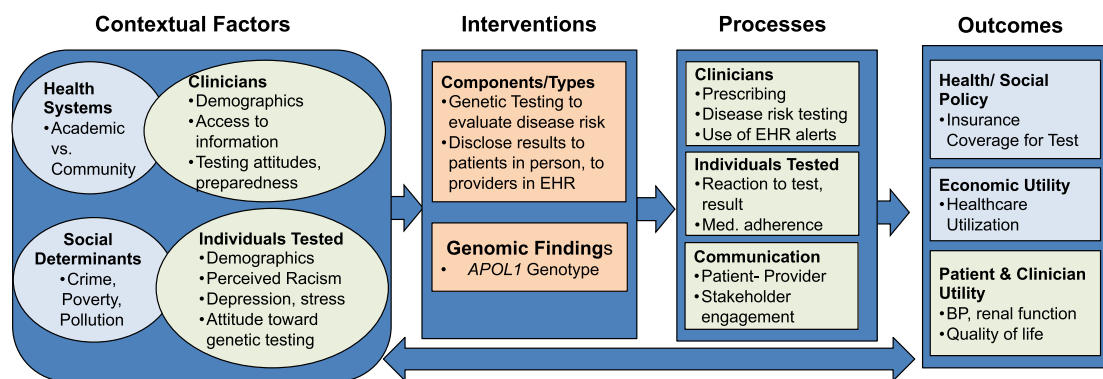 Contextual Factors
Health
Systems
•Academic
vs.
Community
Clinicians
•Demographics
•Access to
information
•Testing attitudes,
preparedness
Social
Determinants
•Crime,
Poverty,
Pollution
Individuals Tested
•Demographics
•Perceived Racism
•Depression, stress
•Attitude toward
genetic testing
Interventions
Components/Types
•Genetic Testing to
evaluate disease risk
•Disclose results to
patients in person, to
providers in EHR
Genomic Findings
• APOL1 Genotype
Processes
Clinicians
•Prescribing
•Disease risk testing
•Use of EHR alerts
Individuals Tested
•Reaction to test,
result
•Med. adherence
Communication
•Patient- Provider
•Stakeholder
engagement
Outcomes
Health/ Social
Policy
•Insurance
Coverage for Test
Economic Utility
•Healthcare
Utilization
Patient & Clinician
Utility
•BP, renal function
•Quality of life